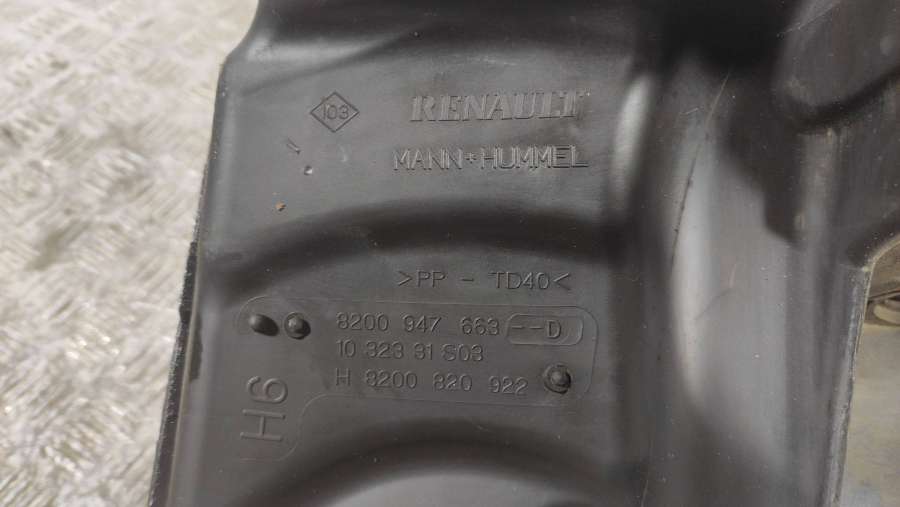 103
RENAULT
MANN+HUMMEL
>PP - TD40<
8200 947 663 --D
10 323 31 S03
H 8200 820 922
H6